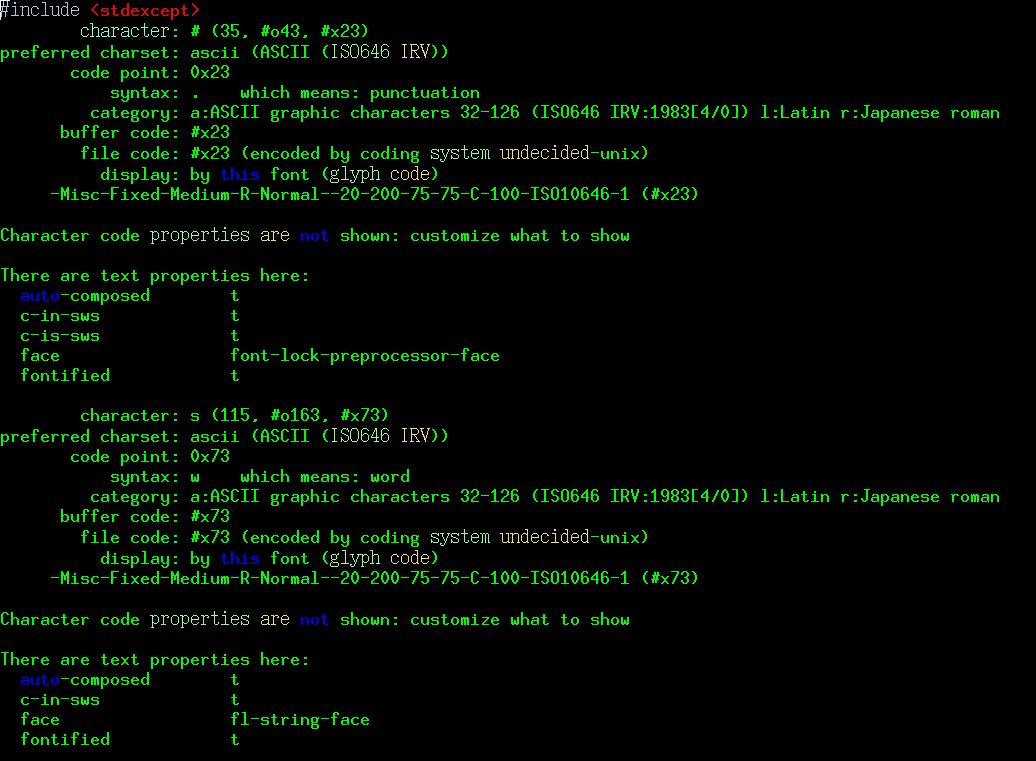 #include <stdexcept>
character: # (35, #o43, #x23)
preferred charset: ascii (ASCII (ISO646 IRV))
code point: 0x23
syntax: .    which means: punctuation
category: a:ASCII graphic characters 32-126 (ISO646 IRV:1983[4/0]) l:Latin r:Japanese roman
buffer code: #x23
file code: #x23 (encoded by coding system undecided-unix)
display: by this font (glyph code)
-Misc-Fixed-Medium-R-Normal--20-200-75-75-C-100-ISO10646-1 (#x23)
Character code properties are not shown: customize what to show
There are text properties here:
auto-composed        t
c-in-sws             t
c-is-sws             t
face                 font-lock-preprocessor-face
fontified            t
character: s (115, #o163, #x73)
preferred charset: ascii (ASCII (ISO646 IRV))
code point: 0x73
syntax: w    which means: word
category: a:ASCII graphic characters 32-126 (ISO646 IRV:1983[4/0]) l:Latin r:Japanese roman
buffer code: #x73
file code: #x73 (encoded by coding system undecided-unix)
display: by this font (glyph code)
-Misc-Fixed-Medium-R-Normal--20-200-75-75-C-100-ISO10646-1 (#x73)
Character code properties are not shown: customize what to show
There are text properties here:
auto-composed        t
c-in-sws             t
face                 fl-string-face
fontified            t